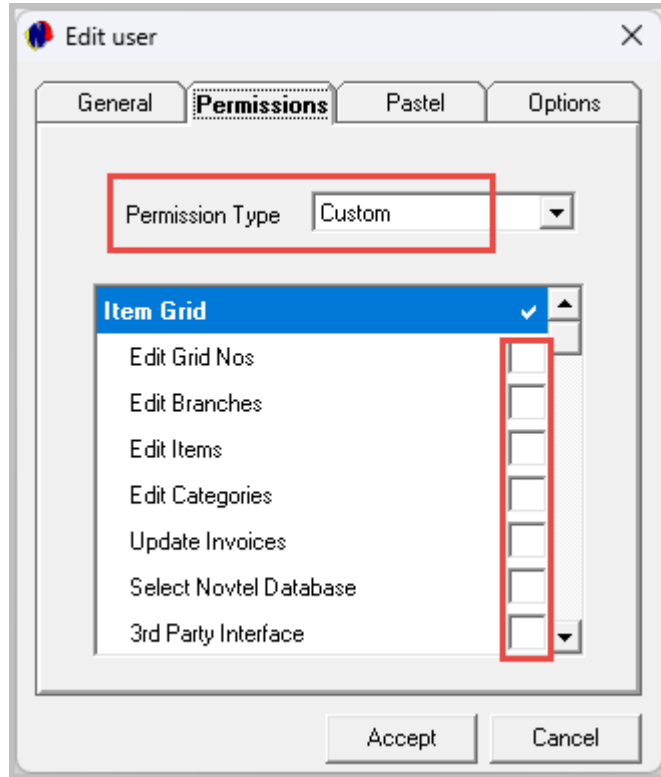 Edit user
General Permissions Pastel Options
Permission Type Custom
Item Grid
Edit Grid Nos
Edit Branches
Edit Items
Edit Categories
Update Invoices
Select Novtel Database
3rd Party Interface
Accept Cancel